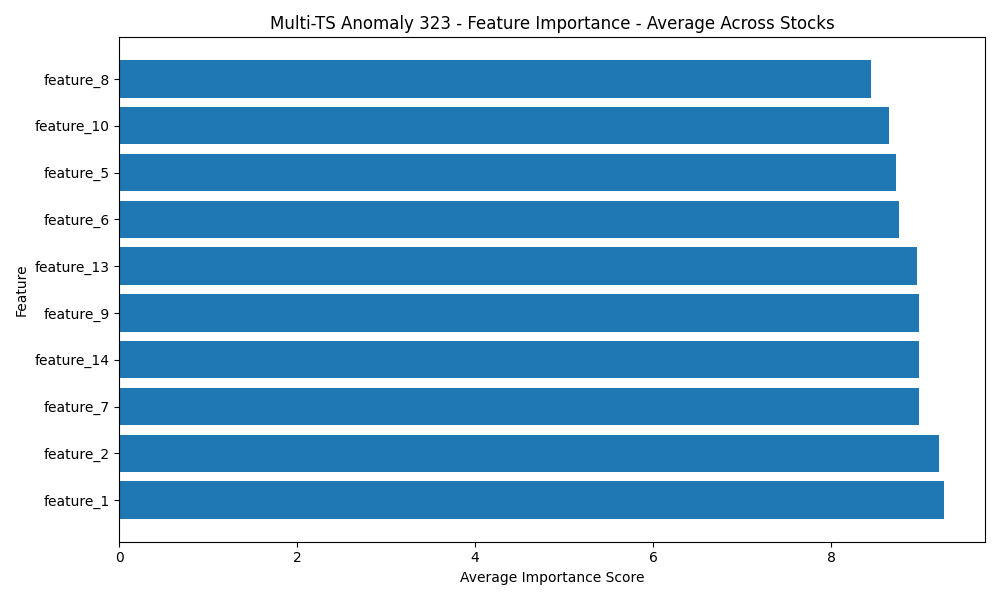 Multi-TS Anomaly 323 - Feature Importance - Average Across Stocks
Feature
feature_8
feature_10
feature_5
feature_6
feature_13
feature_9
feature_14
feature_7
feature_2
feature_1
0 2 4 6 8
Average Importance Score